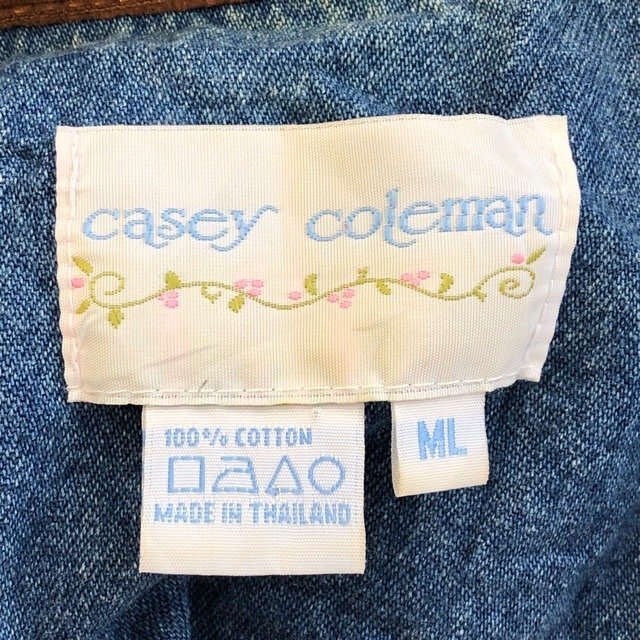 casey coleman
100% COTTON
ML
MADE IN THAILAND